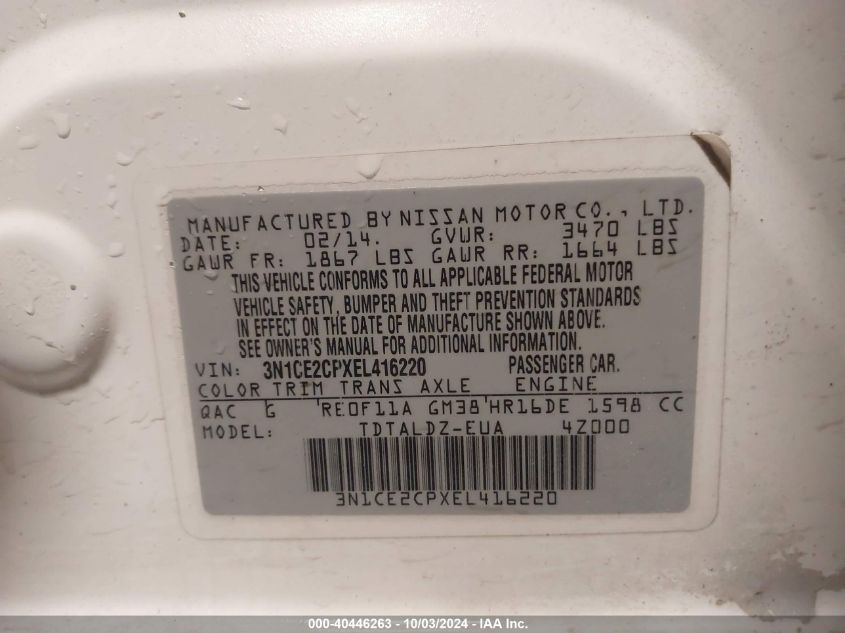 MANUFACTURED BY NISSAN MOTOR CO., LTD.
DATE: 02/14. GVWR: 3470 LBS
GAWR FR: 1867 LBS GAWR RR: 1664 LBS
THIS VEHICLE CONFORMS TO ALL APPLICABLE FEDERAL MOTOR
VEHICLE SAFETY, BUMPER AND THEFT PREVENTION STANDARDS
IN EFFECT ON THE DATE OF MANUFACTURE SHOWN ABOVE.
SEE OWNER'S MANUAL FOR ADDITIONAL INFORMATION.
VIN: 3N1CE2CPXEL416220 PASSENGER CAR.
COLOR TRIM TRANS AXLE ENGINE
QAC G 'RE0F11A GM38'HR16DE 1598 CC
MODEL: TDTALDZ-EUA 4Z000
3N1CE2CPXEL416220
000-40446263 - 10/03/2024 - IAA Inc.